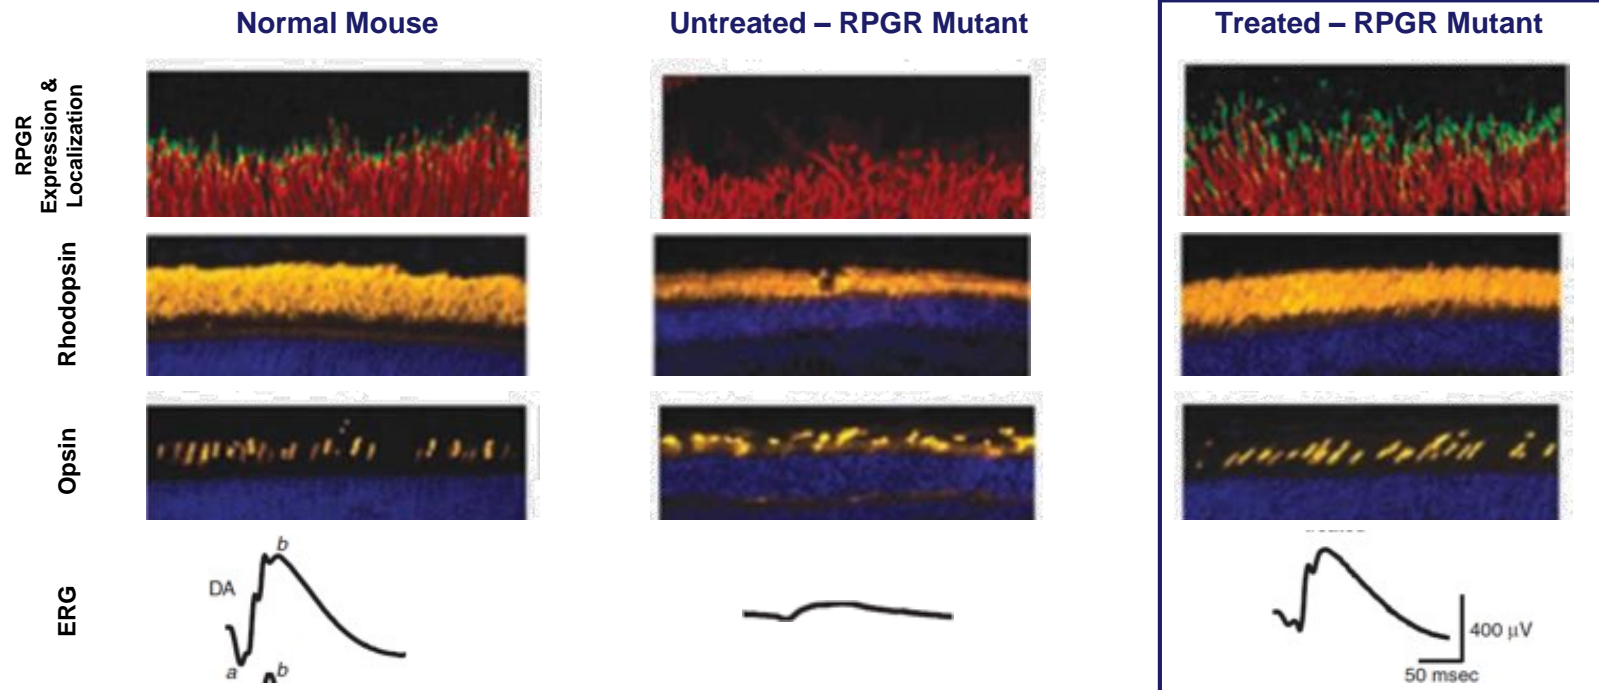 Normal Mouse
Untreated – RPGR Mutant
Treated – RPGR Mutant
RPGR
Expression &
Localization
Rhodopsin
Opsin
ERG
DA
b
a
b
400 μV
50 msec